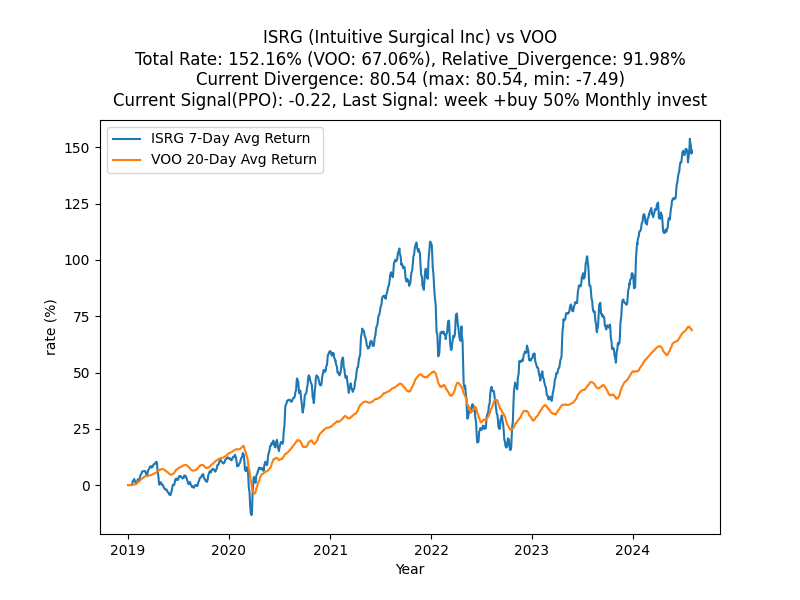 ISRG (Intuitive Surgical Inc) vs VOO
Total Rate: 152.16% (VOO: 67.06%), Relative_Divergence: 91.98%
Current Divergence: 80.54 (max: 80.54, min: -7.49)
Current Signal(PPO): -0.22, Last Signal: week +buy 50% Monthly invest
ISRG 7-Day Avg Return
VOO 20-Day Avg Return
150
125
100
75
50
25
0
rate (%)
2019 2020 2021 2022 2023 2024
Year